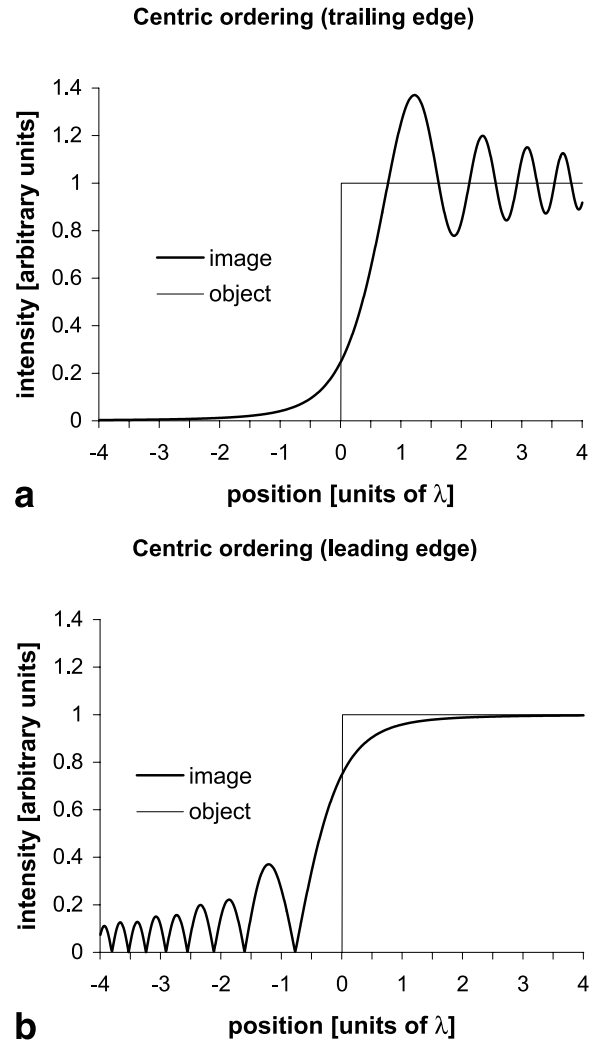 Centric ordering (trailing edge)
1.4
1.2
1
0.8
0.6
0.4
0.2
0
intensity [arbitrary units]
image
object
-4 -3 -2 -1 0 1 2 3 4
position [units of λ]
a
Centric ordering (leading edge)
1.4
1.2
1
0.8
0.6
0.4
0.2
0
intensity [arbitrary units]
image
object
-4 -3 -2 -1 0 1 2 3 4
position [units of λ]
b